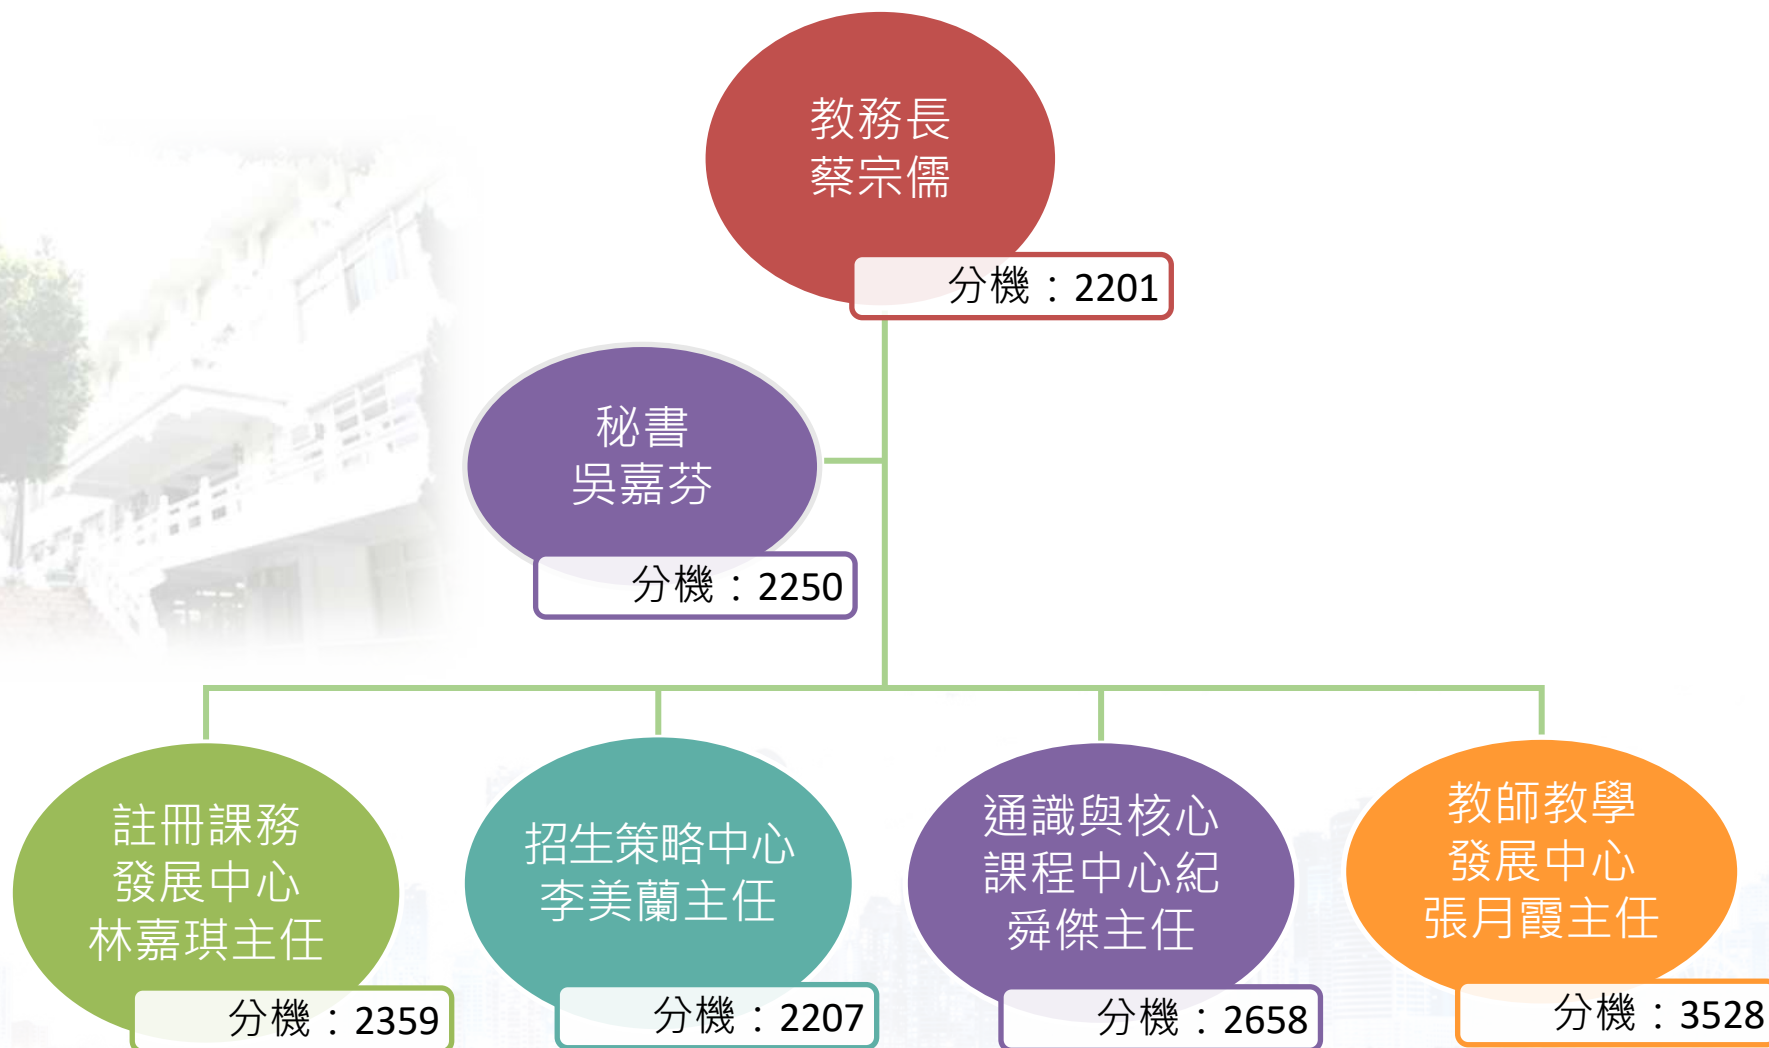 教務長
蔡宗儒
分機：2201
秘書
吳嘉芬
分機：2250
註冊課務
發展中心
林嘉琪主任
分機：2359
招生策略中心
李美蘭主任
分機：2207
通識與核心
課程中心紀
舜傑主任
分機：2658
教師教學
發展中心
張月霞主任
分機：3528